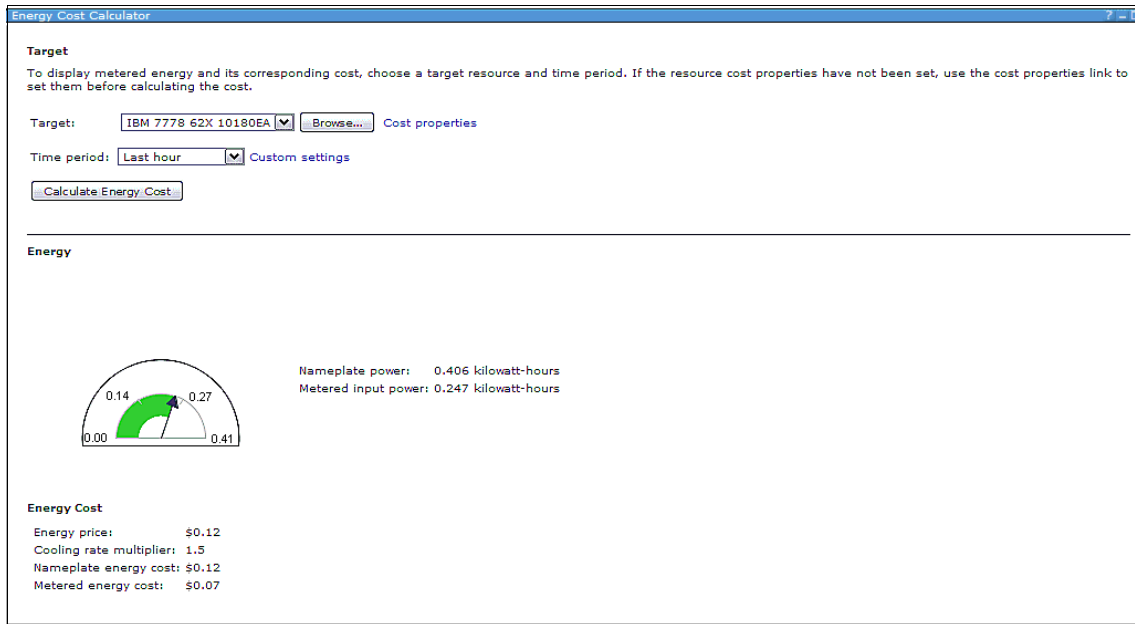 Energy Cost Calculator
Target
To display metered energy and its corresponding cost, choose a target resource and time period. If the resource cost properties have not been set, use the cost properties link to
set them before calculating the cost.
Target: IBM 7778 62X 10180EA Browse... Cost properties
Time period: Last hour Custom settings
Calculate Energy Cost
Energy
0.14 0.27
0.00 0.41
Nameplate power: 0.406 kilowatt-hours
Metered input power: 0.247 kilowatt-hours
Energy Cost
Energy price: $0.12
Cooling rate multiplier: 1.5
Nameplate energy cost: $0.12
Metered energy cost: $0.07